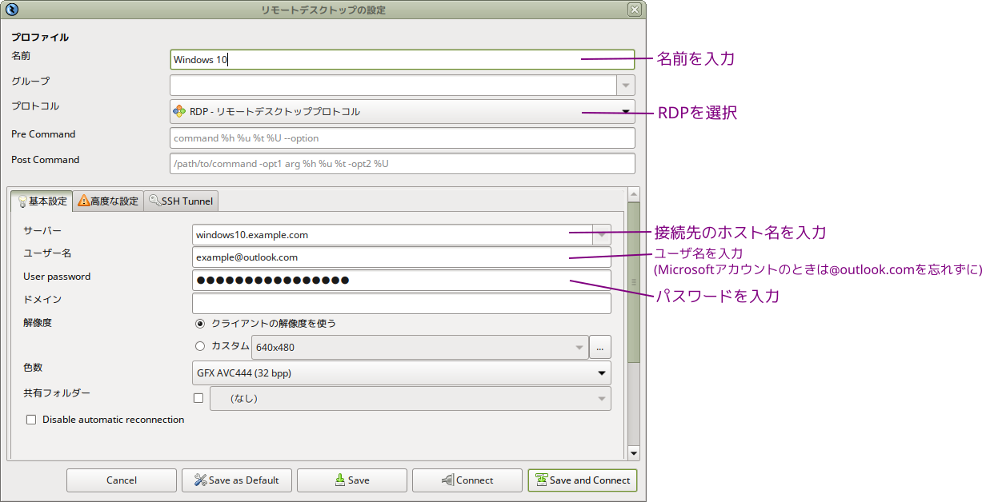 リモートデスクトップの設定
プロファイル
名前
Windows 10
名前を入力
グループ
プロトコル
RDP - リモートデスクトッププロトコル
RDPを選択
Pre Command
command %h %u %t %U --option
Post Command
/path/to/command -opt1 arg %h %u %t -opt2 %U
基本設定
高度な設定
SSH Tunnel
サーバー
windows10.example.com
接続先のホスト名を入力
ユーザー名
example@outlook.com
ユーザ名を入力
(Microsoftアカウントのときは@outlook.comを忘れずに)
User password
●●●●●●●●●●●●●●●●
パスワードを入力
ドメイン
解像度
クライアントの解像度を使う
カスタム
640x480
...
色数
GFX AVC444 (32 bpp)
共有フォルダー
(なし)
Disable automatic reconnection
Cancel
Save as Default
Save
Connect
Save and Connect